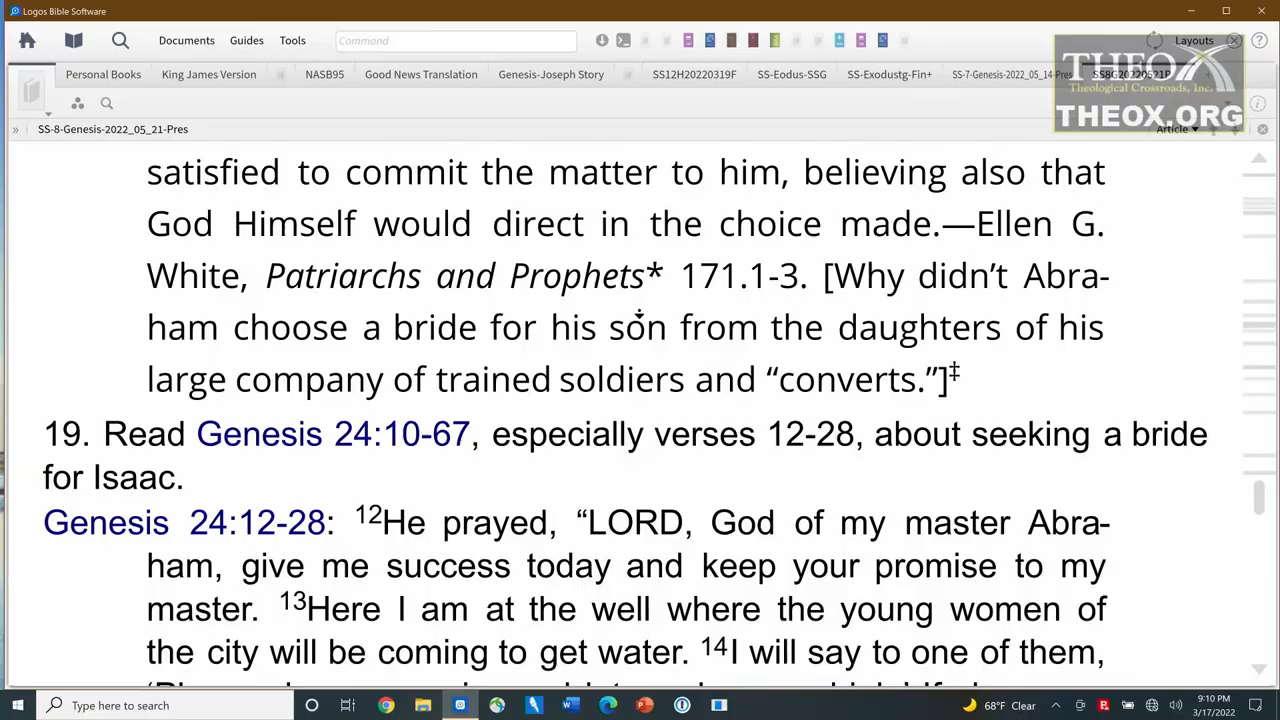 Logos Bible Software
Documents Guides Tools Command Layouts
Personal Books King James Version NASB95 Good News Translation Genesis-Joseph Story SS12H20220319F SS-Eodus-SSG SS-Exodustg-Fin+ SS-7-Genesis-2022_05_14-Pres SS8G20220521P
THEOX
Theological Crossroads, Inc.
THEOX.ORG
» SS-8-Genesis-2022_05_21-Pres Article
satisfied to commit the matter to him, believing also that
God Himself would direct in the choice made.—Ellen G.
White, Patriarchs and Prophets* 171.1-3. [Why didn’t Abra-
ham choose a bride for his son from the daughters of his
large company of trained soldiers and “converts.”]‡
19. Read Genesis 24:10-67, especially verses 12-28, about seeking a bride
for Isaac.
Genesis 24:12-28: 12He prayed, “LORD, God of my master Abra-
ham, give me success today and keep your promise to my
master. 13Here I am at the well where the young women of
the city will be coming to get water. 14I will say to one of them,
Type here to search
68°F Clear
9:10 PM
3/17/2022